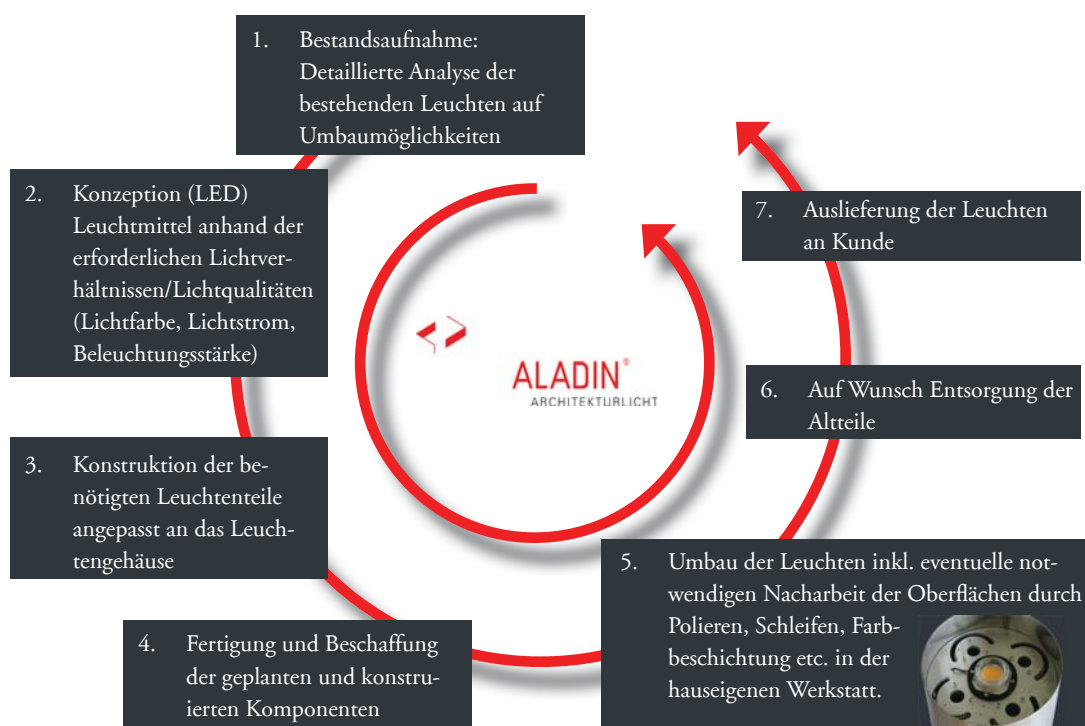 1. Bestandsaufnahme:
Detaillierte Analyse der
bestehenden Leuchten auf
Umbaumöglichkeiten
2. Konzeption (LED)
Leuchtmittel anhand der
erforderlichen Lichtver-
hältnissen/Lichtqualitäten
(Lichtfarbe, Lichtstrom,
Beleuchtungsstärke)
3. Konstruktion der be-
nötigten Leuchtenteile
angepasst an das Leuch-
tengehäuse
4. Fertigung und Beschaffung
der geplanten und konstru-
ierten Komponenten
5. Umbau der Leuchten inkl. eventuelle not-
wendigen Nacharbeit der Oberflächen durch
Polieren, Schleifen, Farb-
beschichtung etc. in der
hauseigenen Werkstatt.
6. Auf Wunsch Entsorgung der
Altteile
7. Auslieferung der Leuchten
an Kunde
ALADIN®
ARCHITEKTURLICHT